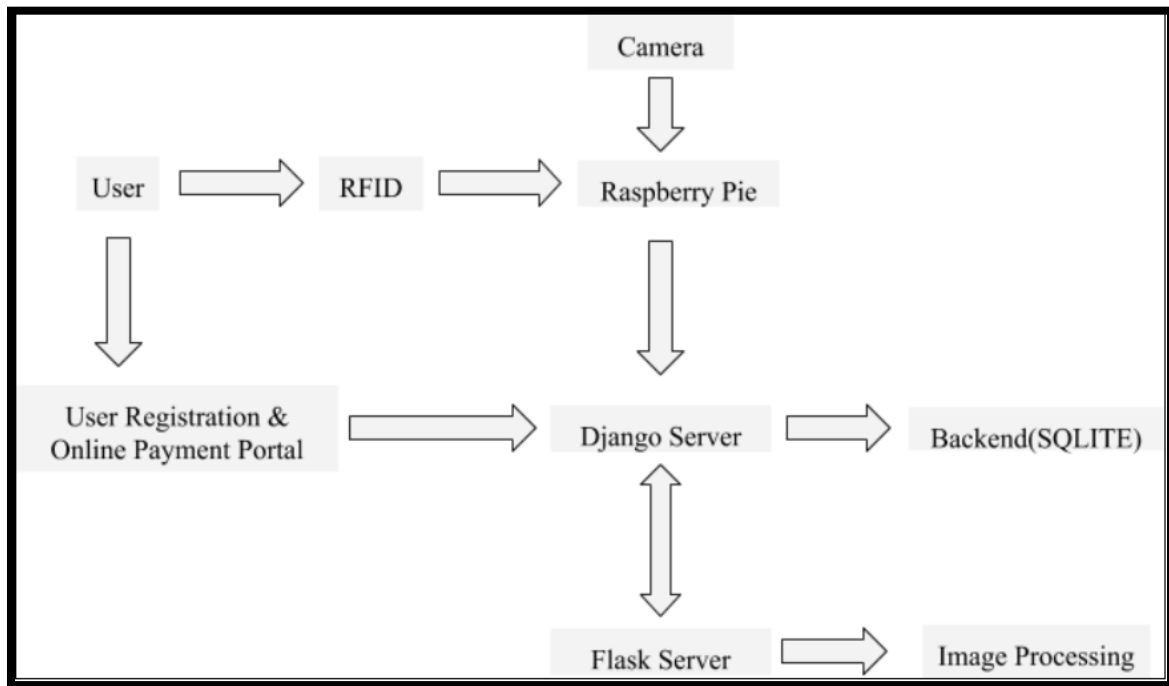 Camera
User
RFID
Raspberry Pie
User Registration &
Online Payment Portal
Django Server
Backend(SQLITE)
Flask Server
Image Processing